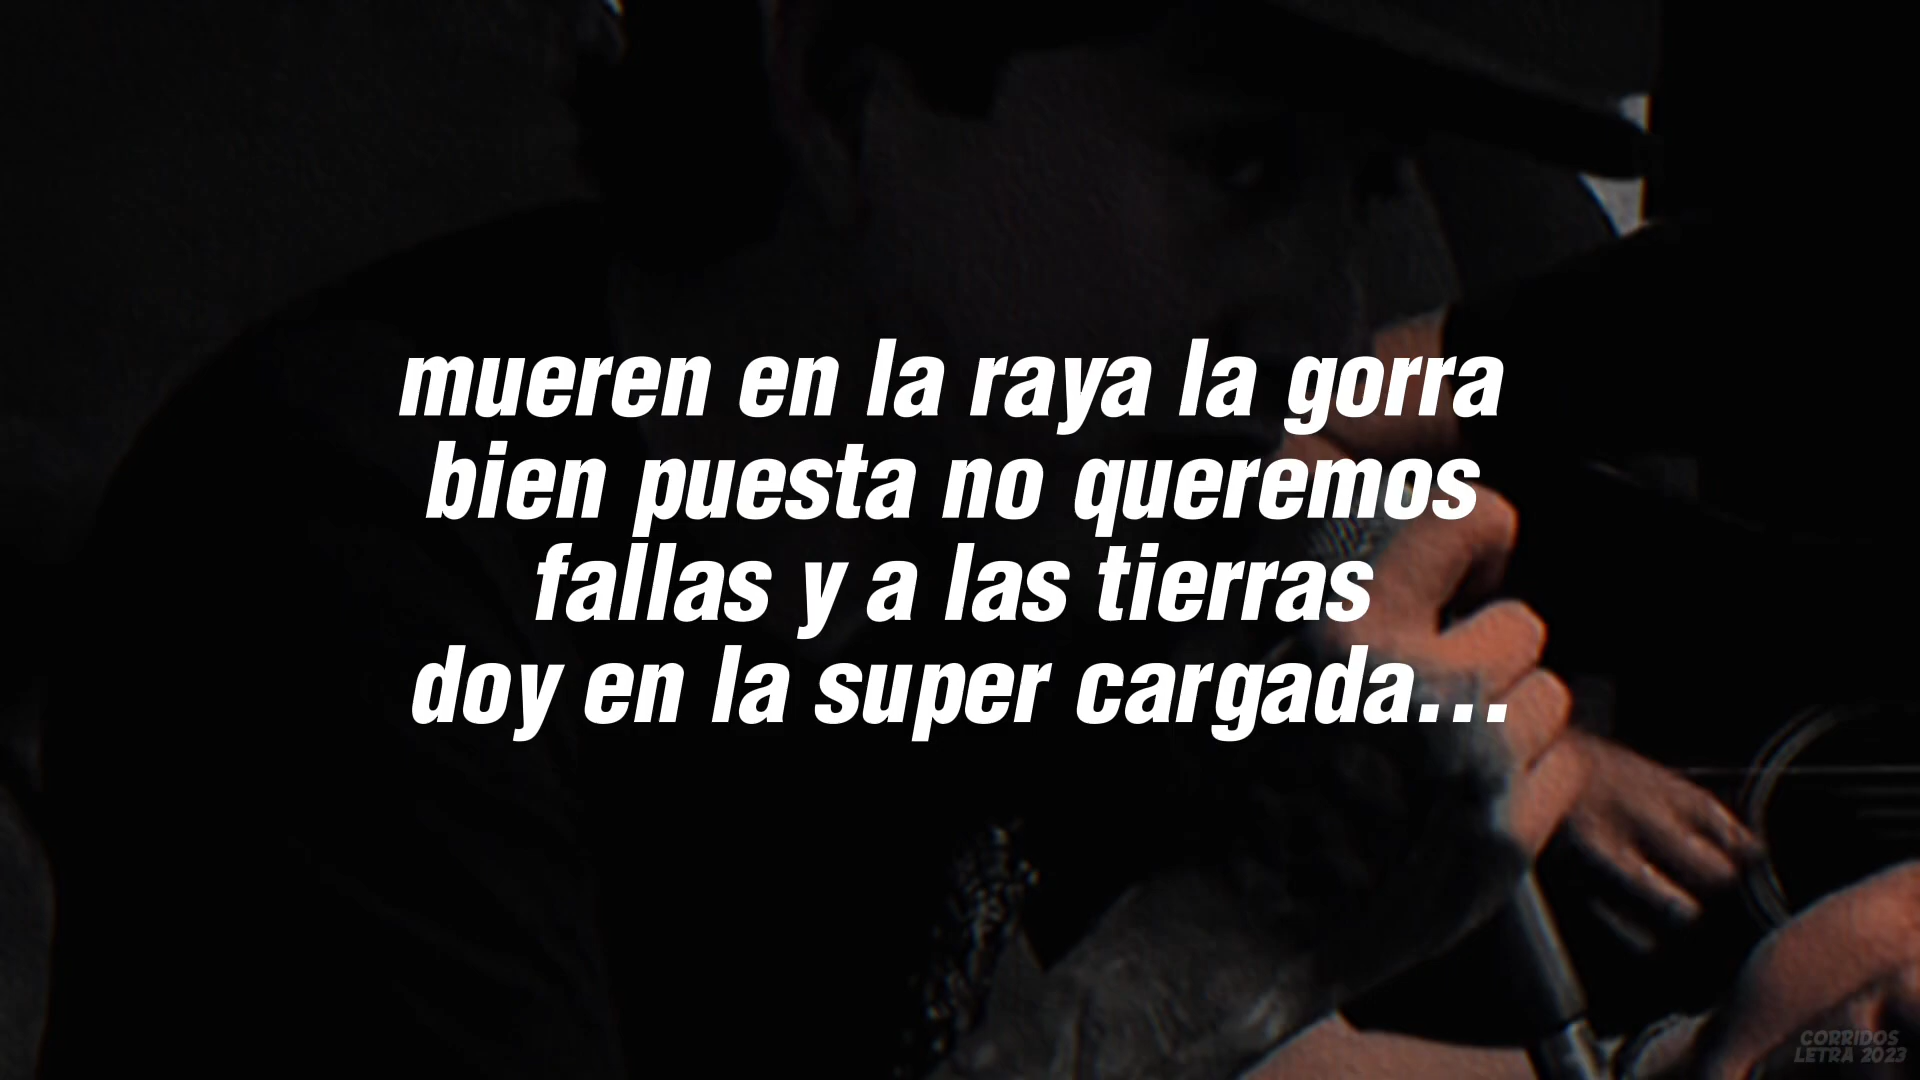 mueren en la raya la gorra
bien puesta no queremos
fallas y a las tierras
doy en la super cargada...
CORRIDOS
LETRA 2023